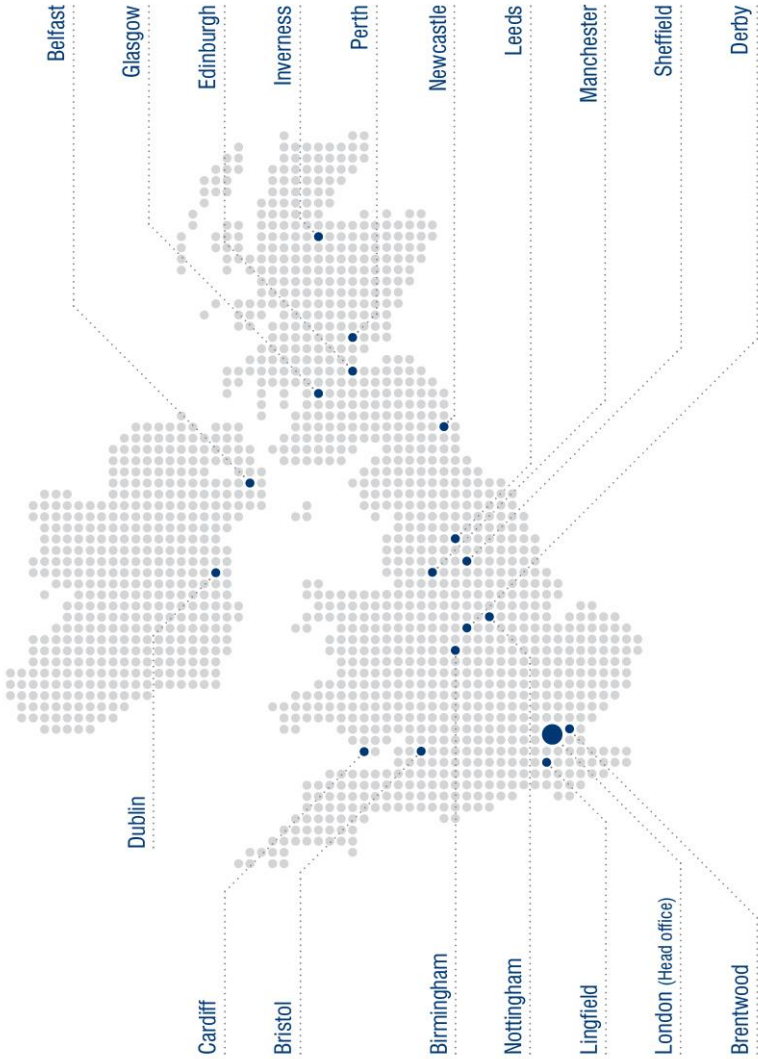 Belfast
Glasgow
Edinburgh
Inverness
Perth
Newcastle
Leeds
Manchester
Sheffield
Derby
Dublin
Cardiff
Bristol
Birmingham
Nottingham
Lingfield
London (Head office)
Brentwood